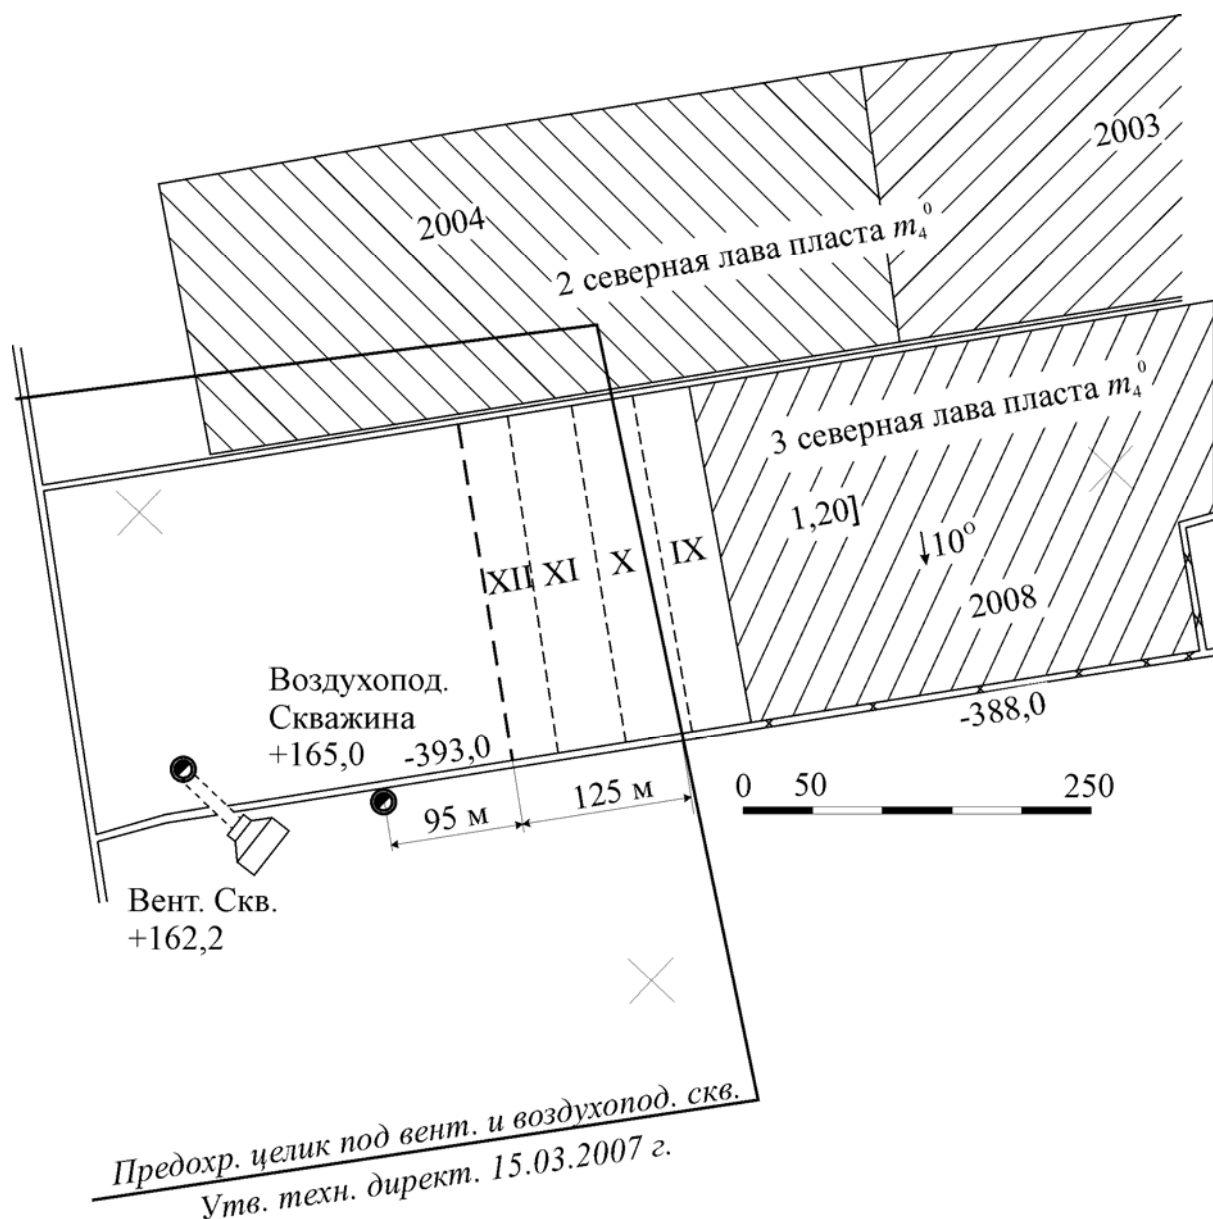 2003
2004
2 северная лава пласта m₄⁰
3 северная лава пласта m₄⁰
1,20]
10°
2008
XII XI X IX
Воздухопод.
Скважина
+165,0
-393,0
-388,0
95 м
125 м
0 50 250
Вент. Скв.
+162,2
Предохр. целик под вент. и воздухопод. скв.
Утв. техн. директ. 15.03.2007 г.